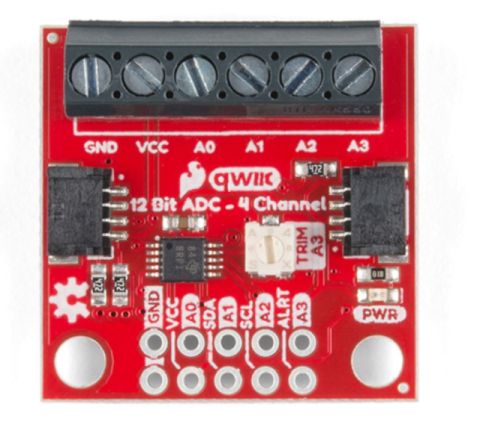 GND VCC A0 A1 A2 A3
qwiic
12 Bit ADC - 4 Channel
TRIM
A3
GND VCC A0 SDA A1 SCL A2 ALRT A3
PWR